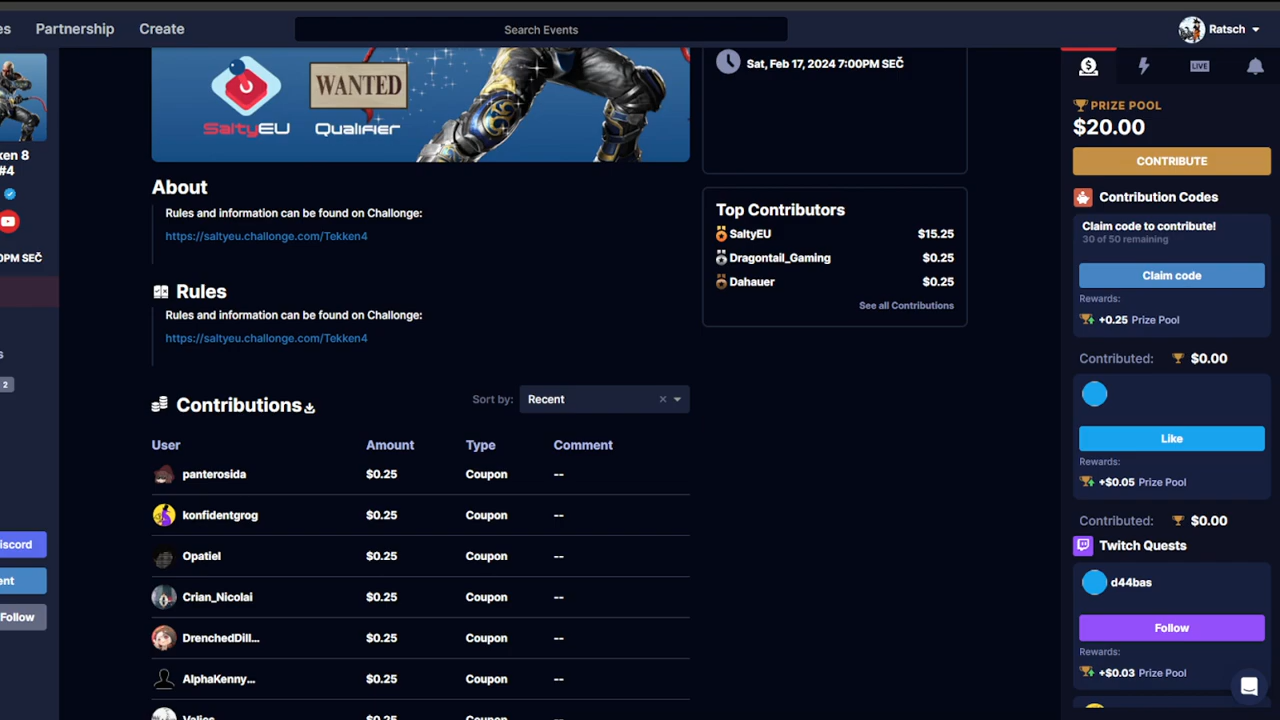 es Partnership Create Search Events Ratsch
SaltyEU
WANTED
Qualifier
ken 8
#4
0PM SEČ
2
iscord
ent
Follow
Sat, Feb 17, 2024 7:00PM SEČ
About
Rules and information can be found on Challonge:
https://saltyeu.challonge.com/Tekken4
Rules
Rules and information can be found on Challonge:
https://saltyeu.challonge.com/Tekken4
Top Contributors
SaltyEU $15.25
Dragontail_Gaming $0.25
Dahauer $0.25
See all Contributions
Contributions Sort by: Recent
User Amount Type Comment
panterosida $0.25 Coupon --
konfidentgrog $0.25 Coupon --
Opatiel $0.25 Coupon --
Crian_Nicolai $0.25 Coupon --
DrenchedDill... $0.25 Coupon --
AlphaKenny... $0.25 Coupon --
LIVE
PRIZE POOL
$20.00
CONTRIBUTE
Contribution Codes
Claim code to contribute!
30 of 50 remaining
Claim code
Rewards:
+0.25 Prize Pool
Contributed: $0.00
Like
Rewards:
+$0.05 Prize Pool
Contributed: $0.00
Twitch Quests
d44bas
Follow
Rewards:
+$0.03 Prize Pool